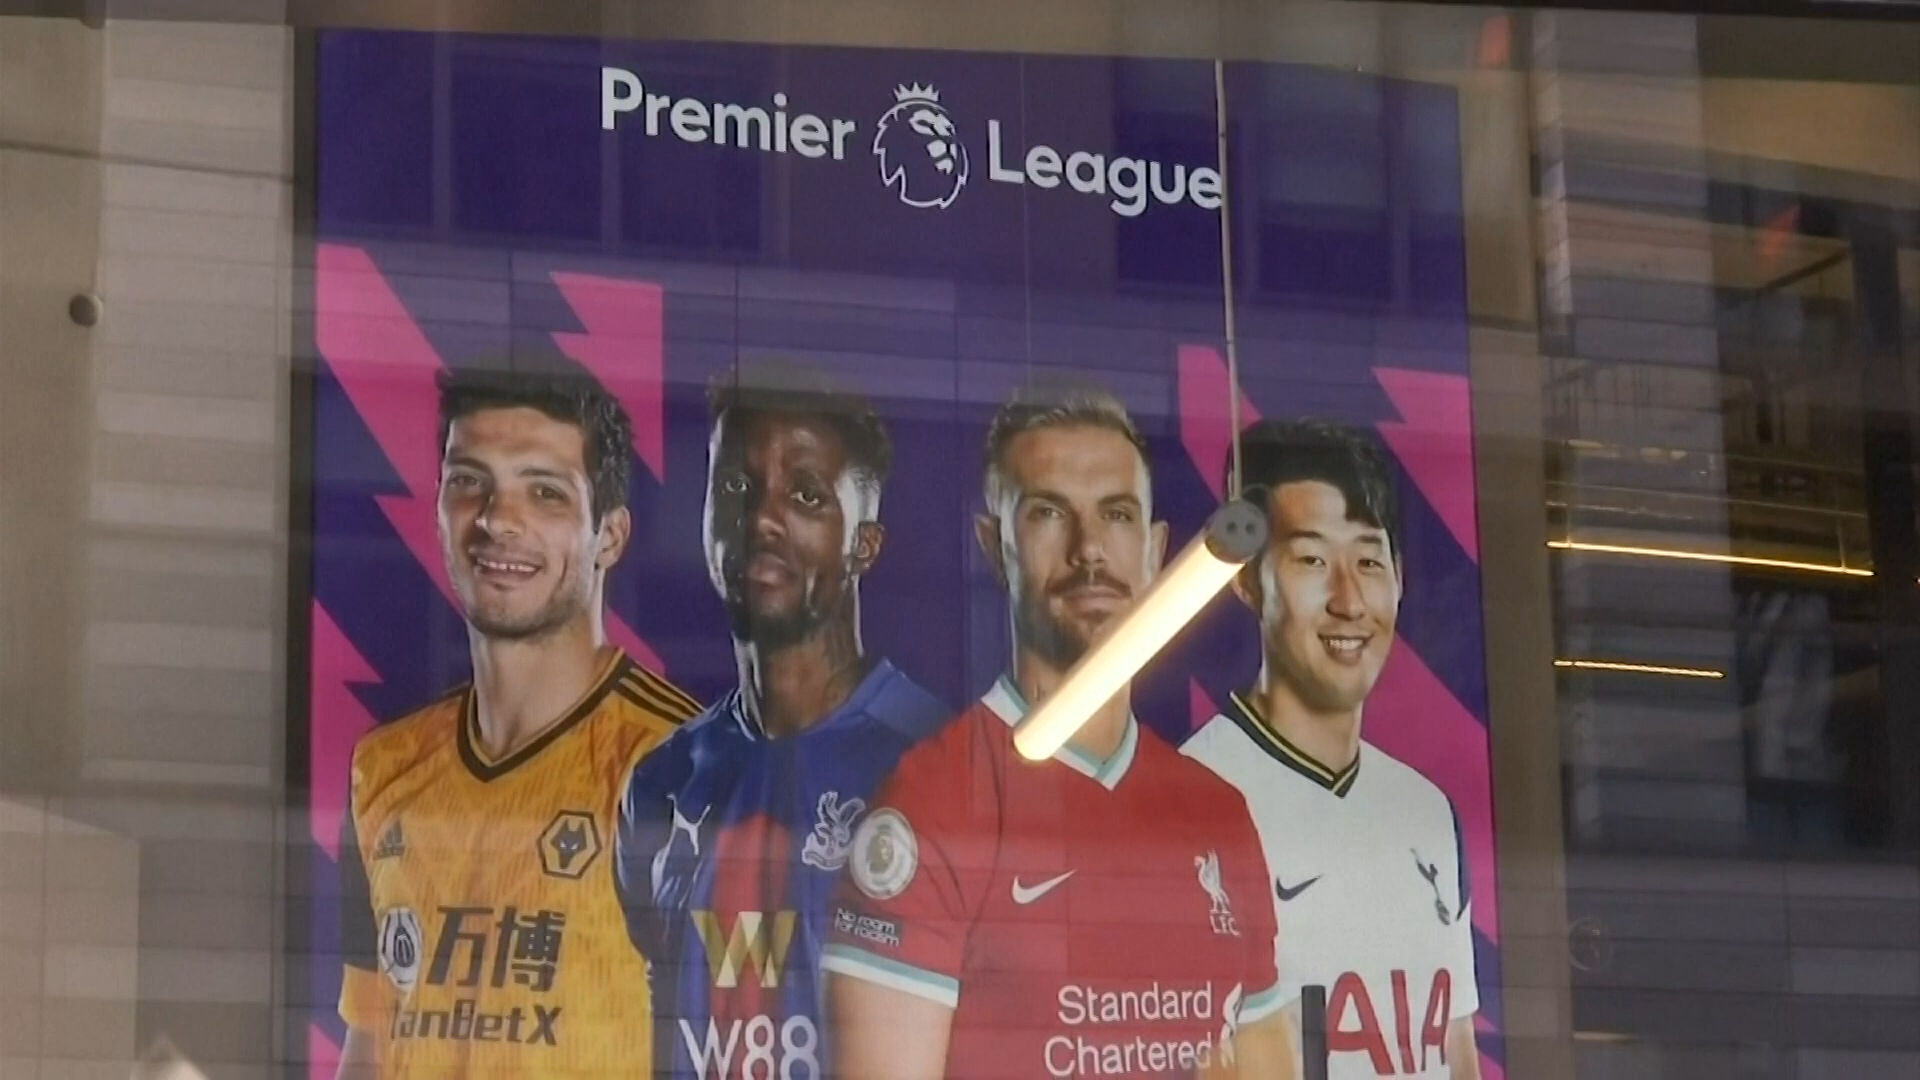 Premier League
No room
for racism
万博
ManBetX
W88
LFC
Standard
Chartered
AIA